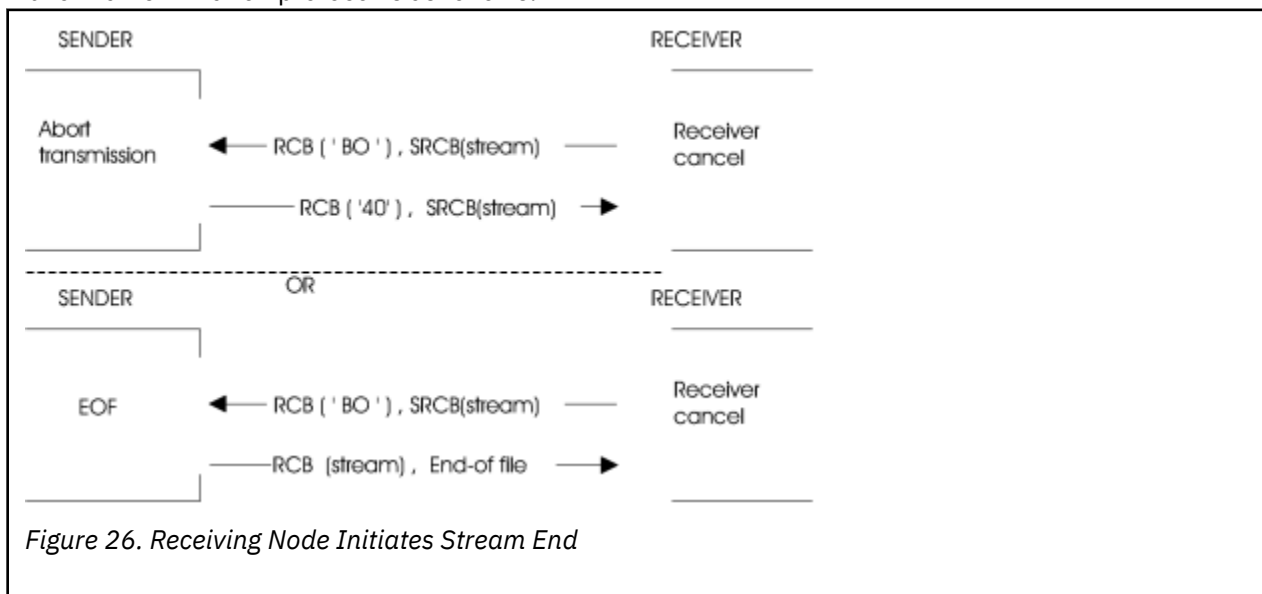 SENDER RECEIVER
Abort
transmission
RCB ( ' BO ' ) , SRCB(stream)
Receiver
cancel
RCB ( '40' ) , SRCB(stream)
OR
SENDER RECEIVER
EOF
RCB ( ' BO ' ) , SRCB(stream)
Receiver
cancel
RCB (stream) , End-of file
Figure 26. Receiving Node Initiates Stream End